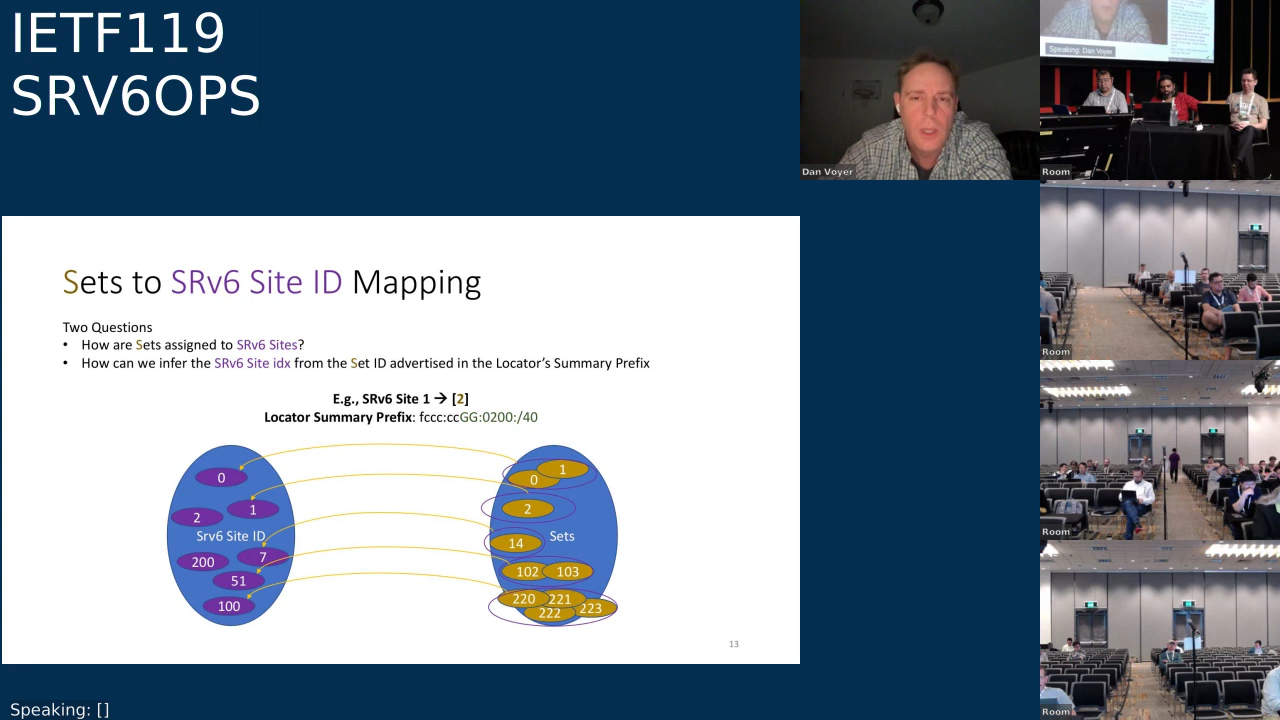 IETF119
SRV6OPS
Dan Voyer
Speaking: Dan Voyer
Room
Room
Room
Room
Sets to SRv6 Site ID Mapping
Two Questions
• How are Sets assigned to SRv6 Sites?
• How can we infer the SRv6 Site idx from the Set ID advertised in the Locator's Summary Prefix
E.g., SRv6 Site 1 → [2]
Locator Summary Prefix: fccc:ccGG:0200:/40
0
1
2
Srv6 Site ID
7
200
51
100
1
0
2
14
Sets
102 103
220 221
222 223
13
Speaking: []